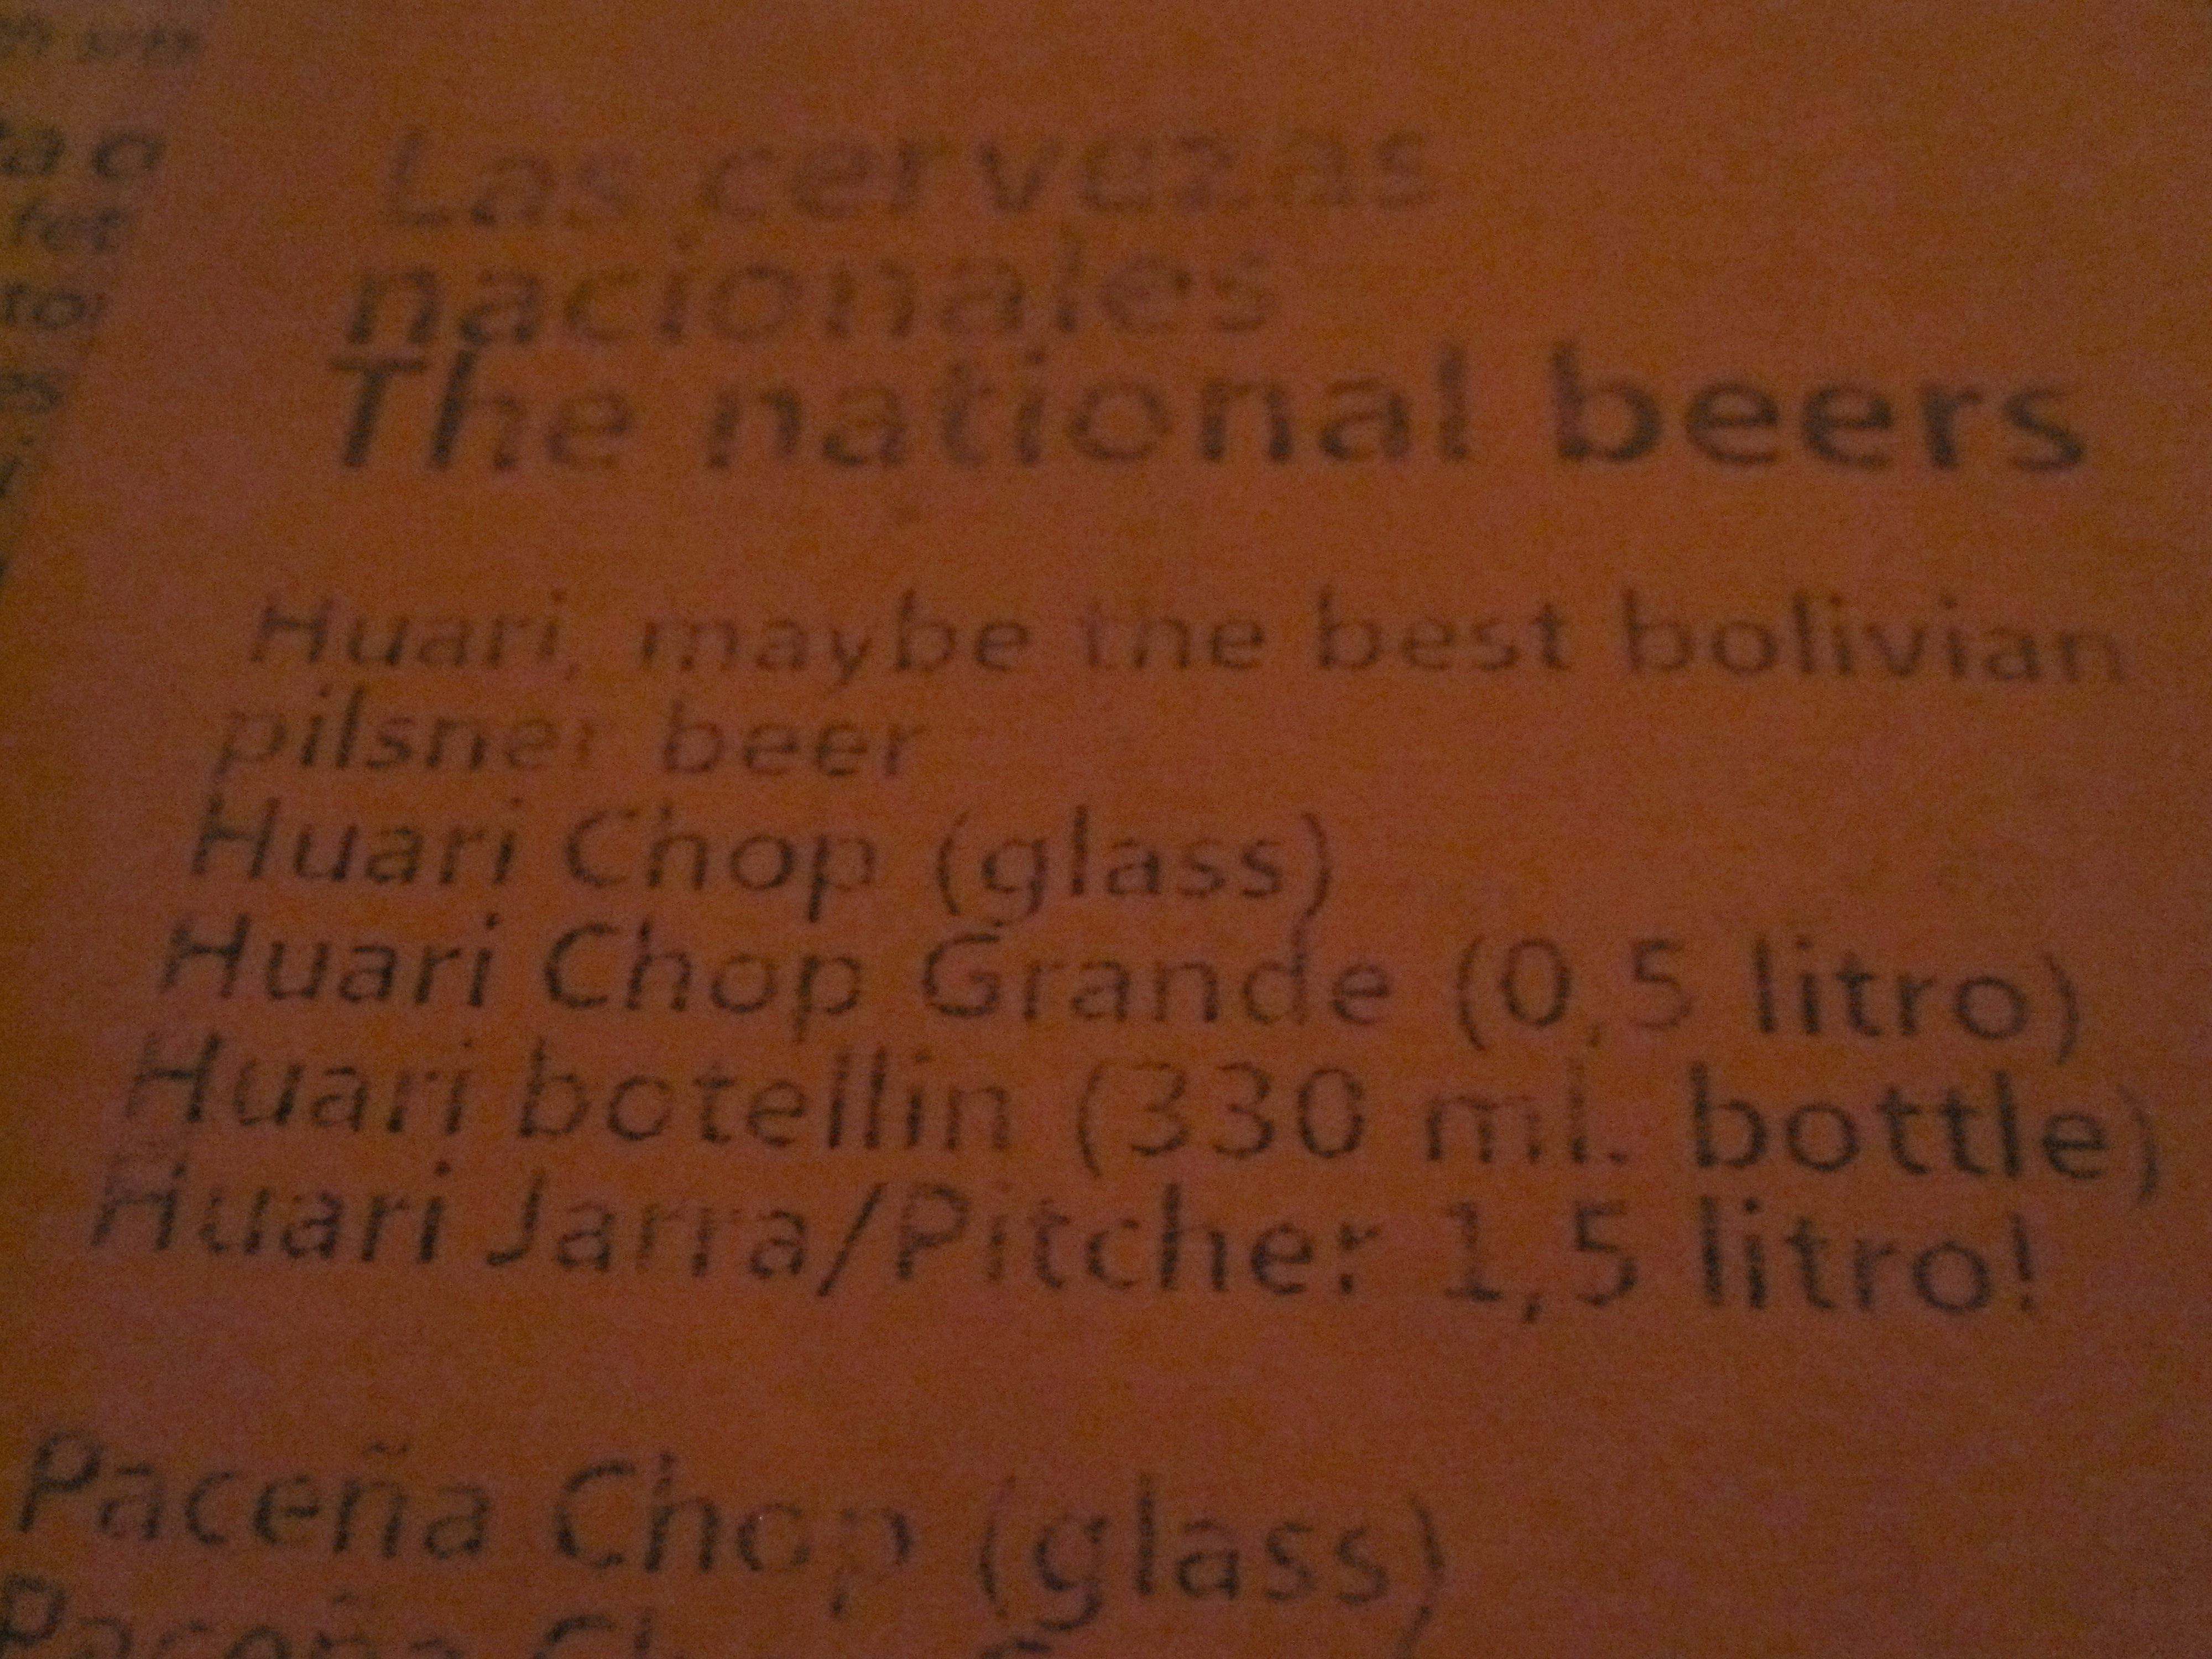 Las cervezas
nacionales
The national beers
Huari, maybe the best bolivian
pilsner beer
Huari Chop (glass)
Huari Chop Grande (0,5 litro)
Huari botellin (330 ml. bottle)
Huari Jarra/Pitcher 1,5 litro!
Paceña Chop (glass)
Paceña